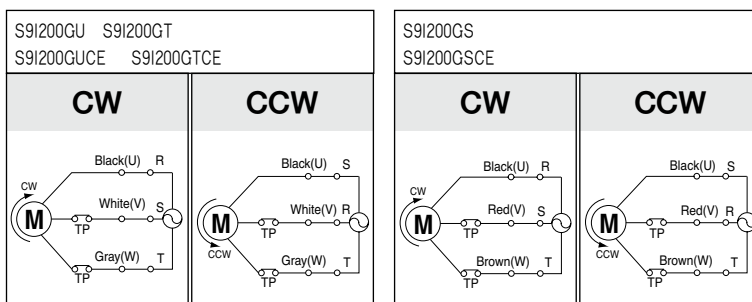 S9I200GU S9I200GT
S9I200GUCE S9I200GTCE
CW
CCW
Black(U) R
CW
White(V) S
M
TP
Gray(W) T
TP
Black(U) S
White(V) R
M
TP
CCW
Gray(W) T
TP
S9I200GS
S9I200GSCE
CW
CCW
Black(U) R
CW
Red(V) S
M
TP
Brown(W) T
TP
Black(U) S
Red(V) R
M
TP
CCW
Brown(W) T
TP